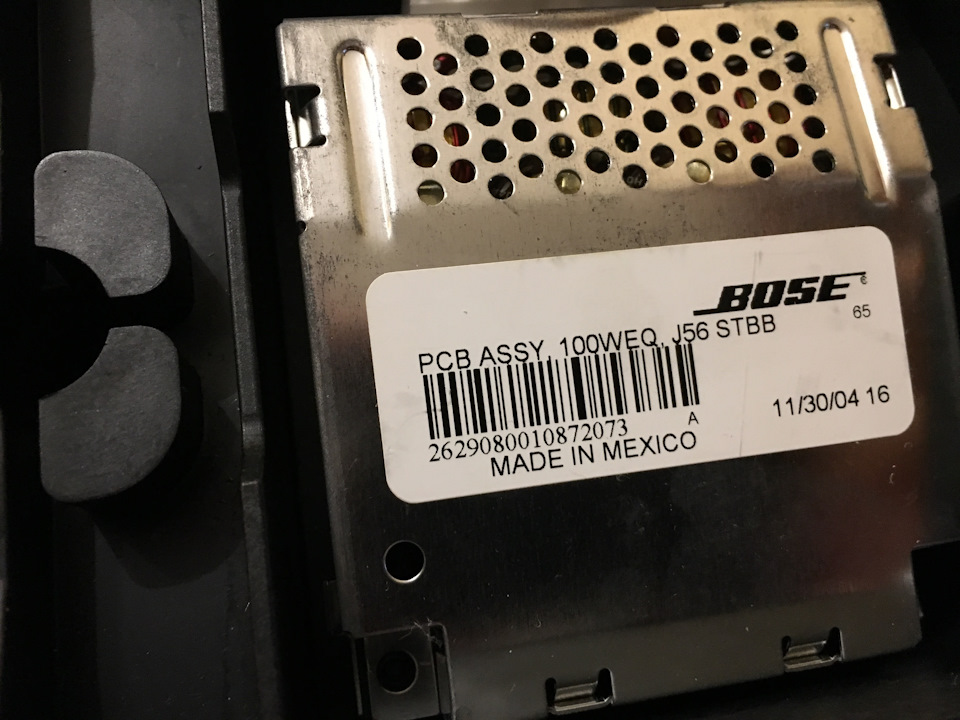 BOSE
65
PCB ASSY, 100WEQ, J56 STBB
A
11/30/04 16
2629080010872073
MADE IN MEXICO